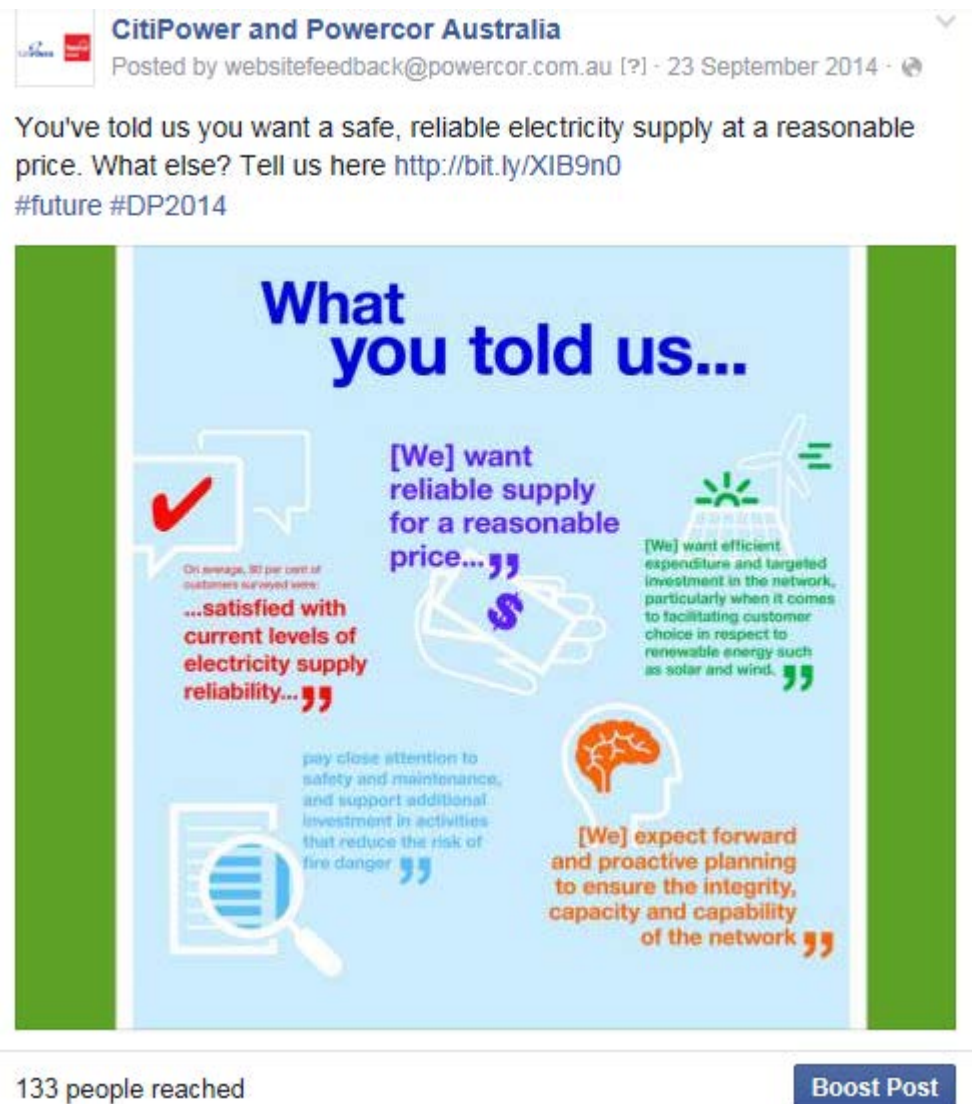 CitiPower and Powercor Australia
Posted by websitefeedback@powercor.com.au [?] · 23 September 2014 ·
You've told us you want a safe, reliable electricity supply at a reasonable
price. What else? Tell us here http://bit.ly/XIB9n0
#future #DP2014
What
you told us...
[We] want
reliable supply
for a reasonable
price...”
$
On average, 90 per cent of
customers surveyed were:
...satisfied with
current levels of
electricity supply
reliability...”
[We] want efficient
expenditure and targeted
investment in the network,
particularly when it comes
to facilitating customer
choice in respect to
renewable energy such
as solar and wind.”
pay close attention to
safety and maintenance,
and support additional
investment in activities
that reduce the risk of
fire danger”
[We] expect forward
and proactive planning
to ensure the integrity,
capacity and capability
of the network”
133 people reached
Boost Post